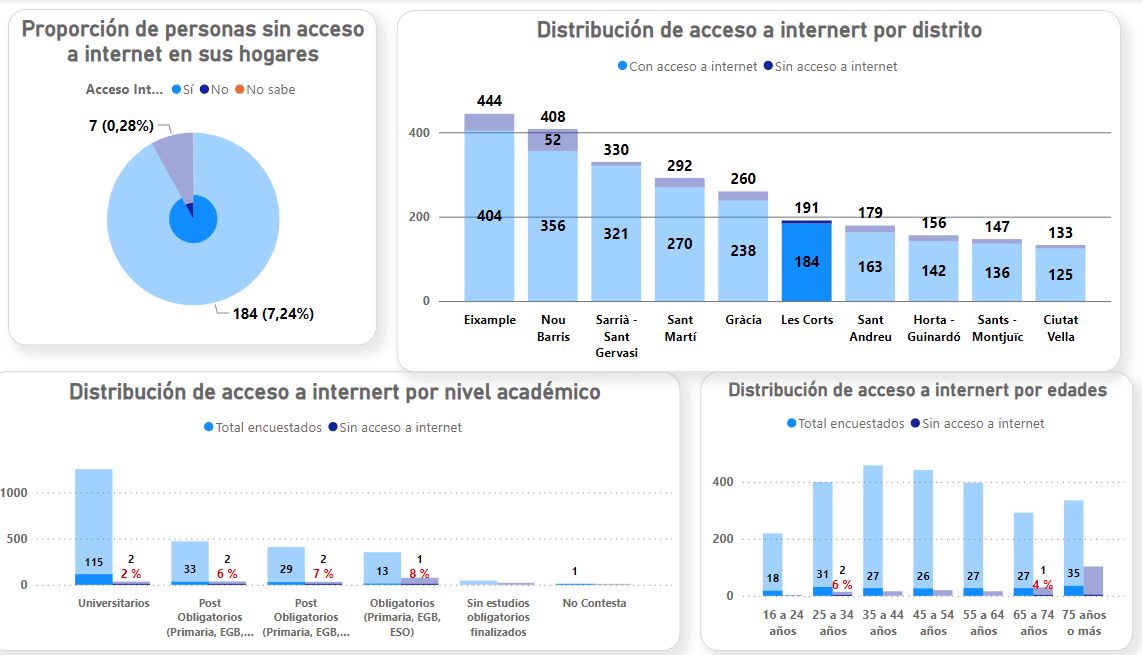 Proporción de personas sin acceso
a internet en sus hogares
Acceso Int... Sí No No sabe
7 (0,28%)
184 (7,24%)
Distribución de acceso a internert por distrito
Con acceso a internet Sin acceso a internet
444 408 330 292 260 191 179 156 147 133
52
404 356 321 270 238 184 163 142 136 125
400
200
0
Eixample Nou Sarrià - Sant Gràcia Les Corts Sant Horta - Sants - Ciutat
Barris Sant Martí Andreu Guinardó Montjuïc Vella
Gervasi
Distribución de acceso a internert por nivel académico
Total encuestados Sin acceso a internet
1000
500
0
115 2 33 2 29 2 13 1 1
2 % 6 % 7 % 8 %
Universitarios Post Post Obligatorios Sin estudios No Contesta
Obligatorios Obligatorios (Primaria, EGB, obligatorios
(Primaria, EGB,... (Primaria, EGB,... ESO) finalizados
Distribución de acceso a internert por edades
Total encuestados Sin acceso a internet
400
200
0
18 31 2 27 26 27 27 1 35
6 % 4 %
16 a 24 25 a 34 35 a 44 45 a 54 55 a 64 65 a 74 75 años
años años años años años años o más